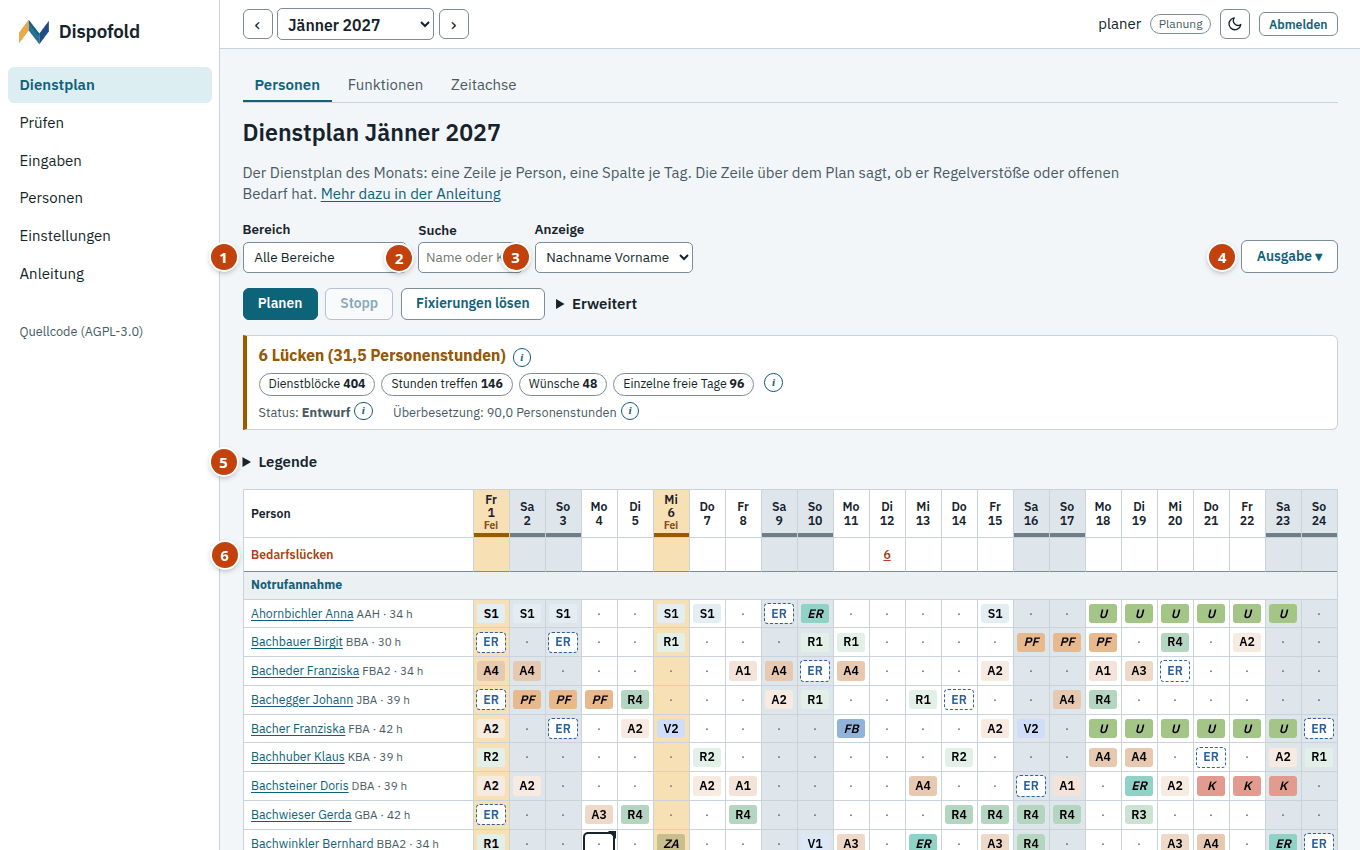 Dispofold
‹ Jänner 2027 › planer Planung Abmelden
Dienstplan
Prüfen
Eingaben
Personen
Einstellungen
Anleitung
Quellcode (AGPL-3.0)
Personen Funktionen Zeitachse
Dienstplan Jänner 2027
Der Dienstplan des Monats: eine Zeile je Person, eine Spalte je Tag. Die Zeile über dem Plan sagt, ob er Regelverstöße oder offenen
Bedarf hat. Mehr dazu in der Anleitung
Bereich Suche Anzeige
1 Alle Bereiche 2 Name oder 3 Nachname Vorname 4 Ausgabe ▾
Planen Stopp Fixierungen lösen ▶ Erweitert
6 Lücken (31,5 Personenstunden) i
Dienstblöcke 404 Stunden treffen 146 Wünsche 48 Einzelne freie Tage 96 i
Status: Entwurf i Überbesetzung: 90,0 Personenstunden i
5 ▶ Legende
Person Fr 1 Fel Sa 2 So 3 Mo 4 Di 5 Mi 6 Fel Do 7 Fr 8 Sa 9 So 10 Mo 11 Di 12 Mi 13 Do 14 Fr 15 Sa 16 So 17 Mo 18 Di 19 Mi 20 Do 21 Fr 22 Sa 23 So 24
6 Bedarfslücken 6
Notrufannahme
Ahornbichler Anna AAH · 34 h S1 S1 S1 · · S1 S1 · ER ER · · · · S1 · · U U U U U U ·
Bachbauer Birgit BBA · 30 h ER · ER · · R1 · · · R1 R1 · · · · PF PF PF · R4 · A2 · ·
Bacheder Franziska FBA2 · 34 h A4 A4 · · · · · A1 A4 ER A4 · · · A2 · · A1 A3 ER · · · ·
Bachegger Johann JBA · 39 h ER PF PF PF R4 · · · A2 R1 · · R1 ER · · A4 R4 · · · · · ·
Bacher Franziska FBA · 42 h A2 · ER · A2 V2 · · · · FB · · · A2 V2 · U U U U U U ER
Bachhuber Klaus KBA · 39 h R2 · · · · · R2 · · · · · · R2 · · · A4 A4 · ER · A2 R1
Bachsteiner Doris DBA · 39 h A2 A2 · · · · A2 A1 · · · · A4 · · ER A1 · ER A2 K K K ·
Bachwieser Gerda GBA · 42 h ER · · A3 R4 · · R4 · · · · · R4 R4 R4 R4 · R3 · · · · ·
Bachwinkler Bernhard BBA2 · 34 h R1 · · · · ZA · · · V1 A3 · ER · A3 R4 · · · A3 A4 · ER ER